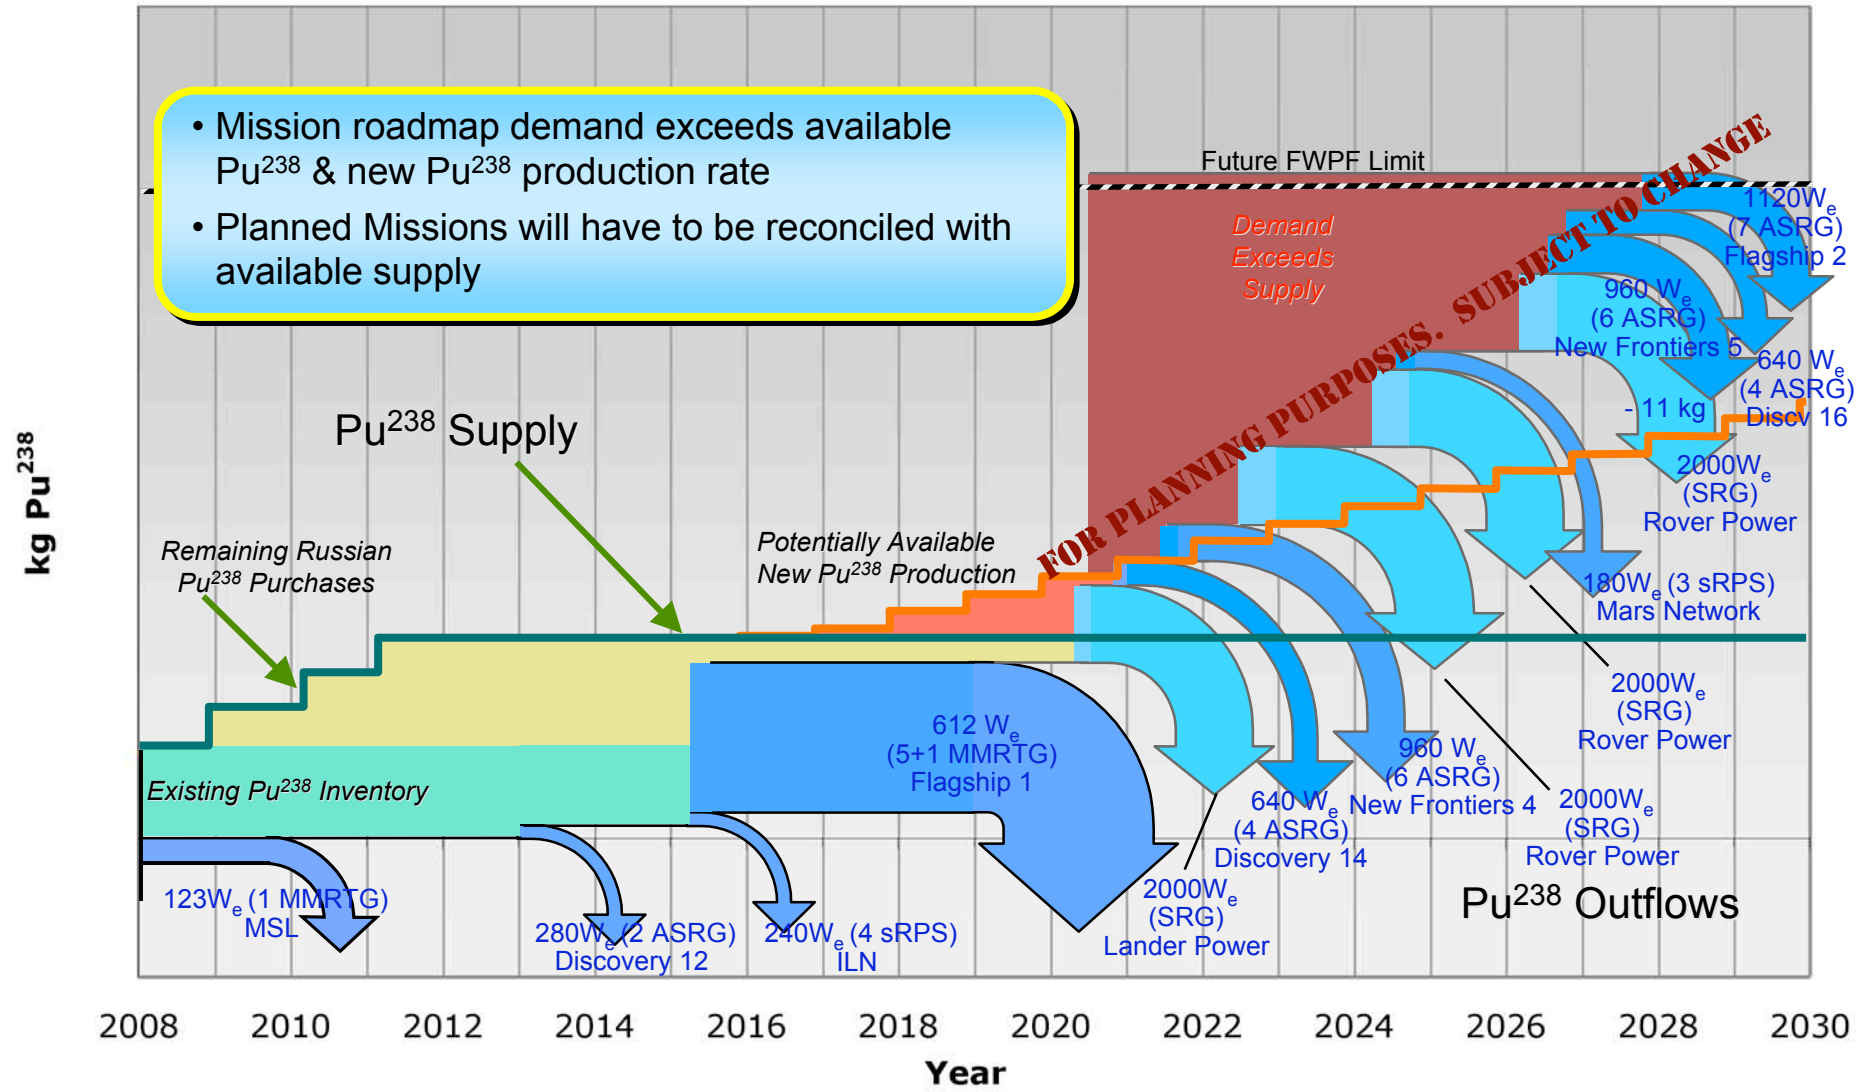 • Mission roadmap demand exceeds available
Pu238 & new Pu238 production rate
• Planned Missions will have to be reconciled with
available supply
Future FWPF Limit
Demand
Exceeds
Supply
FOR PLANNING PURPOSES. SUBJECT TO CHANGE
1120We
(7 ASRG)
Flagship 2
960 We
(6 ASRG)
New Frontiers 5
640 We
(4 ASRG)
Discv 16
- 11 kg
2000We
(SRG)
Rover Power
Pu238 Supply
kg Pu238
Remaining Russian
Pu238 Purchases
Potentially Available
New Pu238 Production
180We (3 sRPS)
Mars Network
2000We
(SRG)
Rover Power
612 We
(5+1 MMRTG)
Flagship 1
960 We
(6 ASRG)
New Frontiers 4
Existing Pu238 Inventory
640 We
(4 ASRG)
Discovery 14
2000We
(SRG)
Rover Power
123We (1 MMRTG)
MSL
280We (2 ASRG)
Discovery 12
240We (4 sRPS)
ILN
2000We
(SRG)
Lander Power
Pu238 Outflows
2008 2010 2012 2014 2016 2018 2020 2022 2024 2026 2028 2030
Year